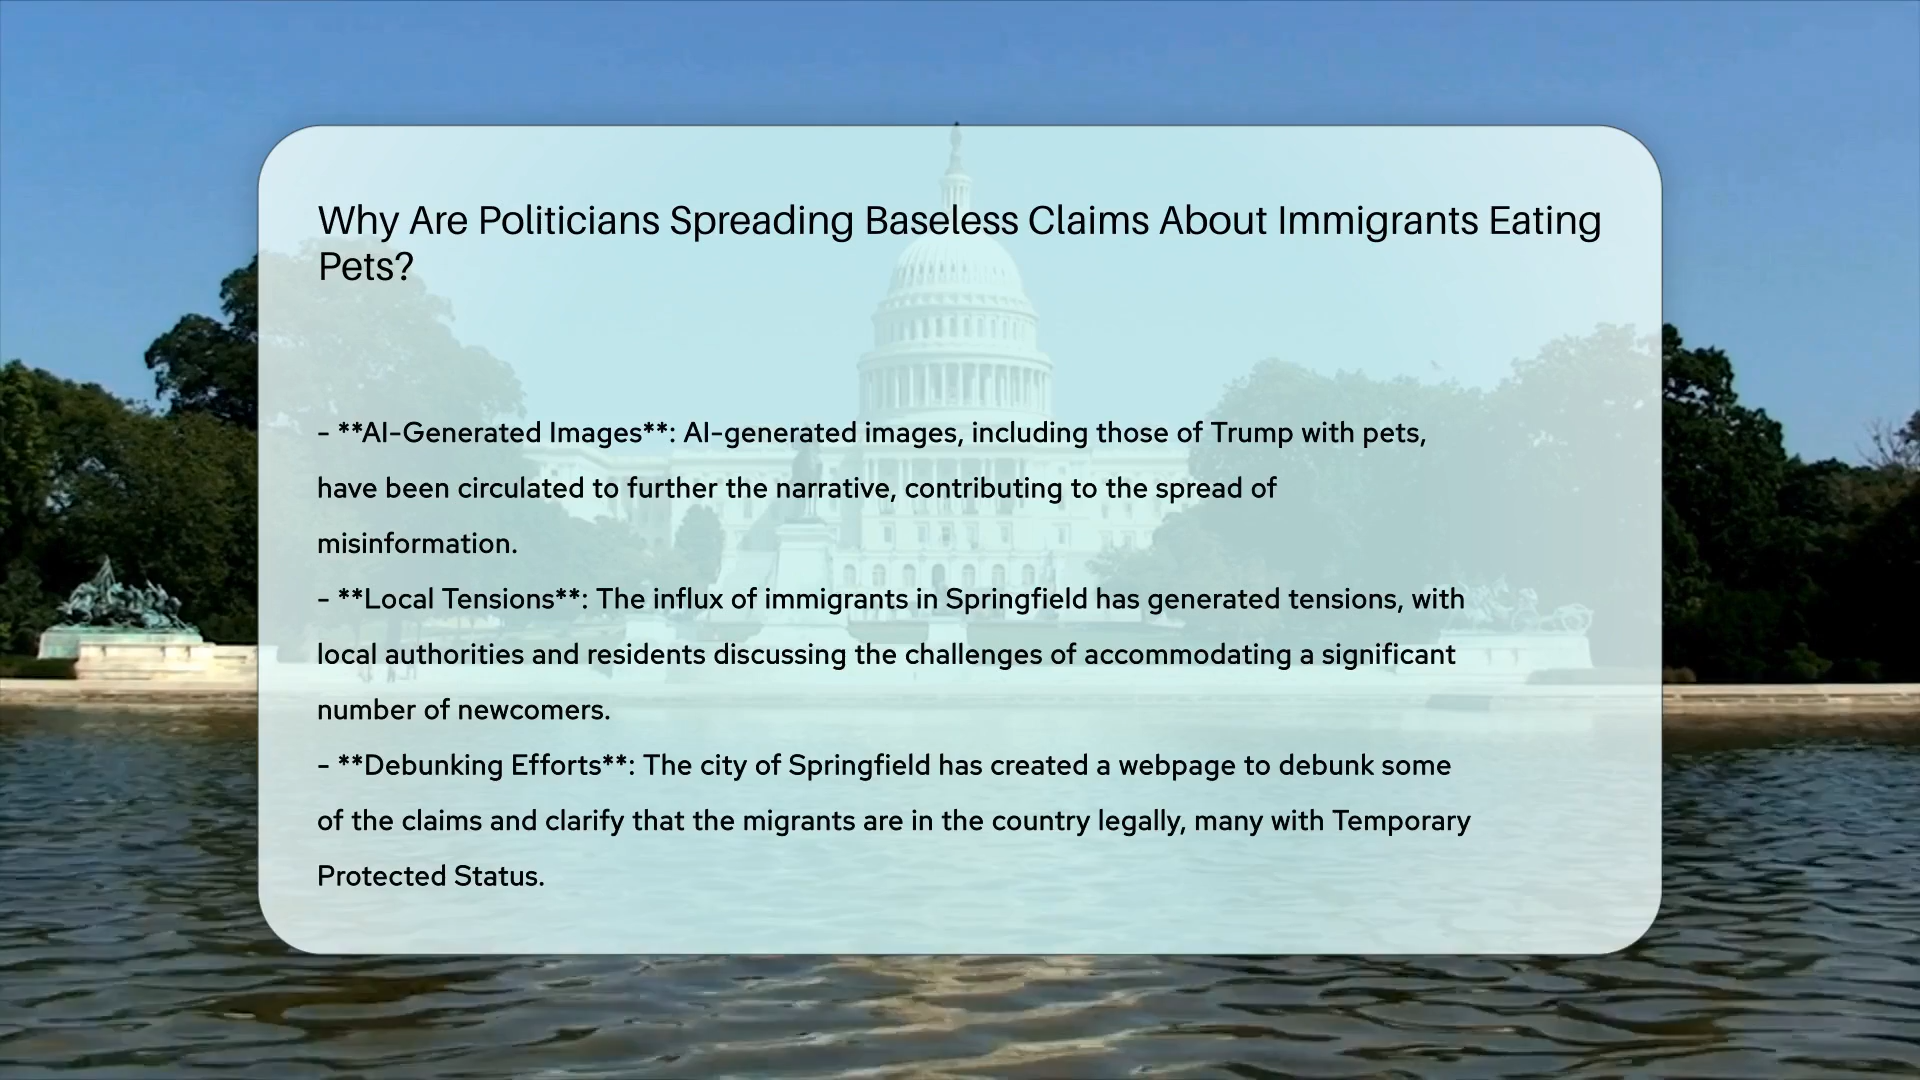 Why Are Politicians Spreading Baseless Claims About Immigrants Eating
Pets?
- **AI-Generated Images**: AI-generated images, including those of Trump with pets,
have been circulated to further the narrative, contributing to the spread of
misinformation.
- **Local Tensions**: The influx of immigrants in Springfield has generated tensions, with
local authorities and residents discussing the challenges of accommodating a significant
number of newcomers.
- **Debunking Efforts**: The city of Springfield has created a webpage to debunk some
of the claims and clarify that the migrants are in the country legally, many with Temporary
Protected Status.